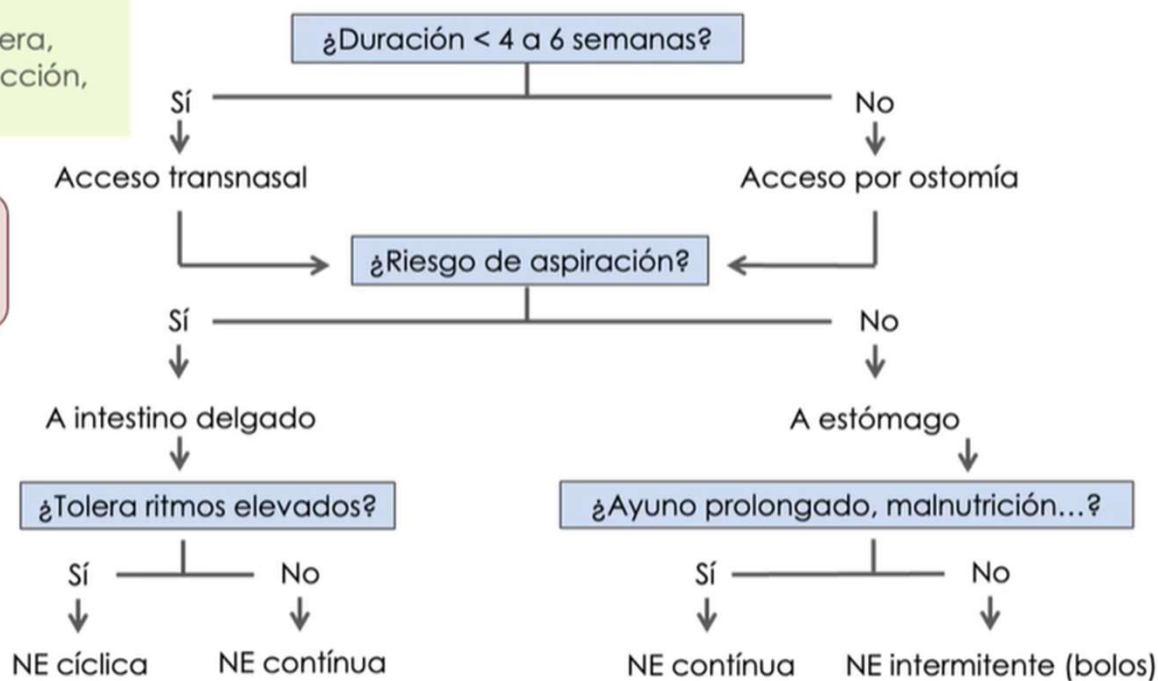 era,
cción,
¿Duración < 4 a 6 semanas?
Sí
No
Acceso transnasal
Acceso por ostomía
¿Riesgo de aspiración?
Sí
No
A intestino delgado
A estómago
¿Tolera ritmos elevados?
¿Ayuno prolongado, malnutrición...?
Sí
No
Sí
No
NE cíclica
NE contínua
NE contínua
NE intermitente (bolos)